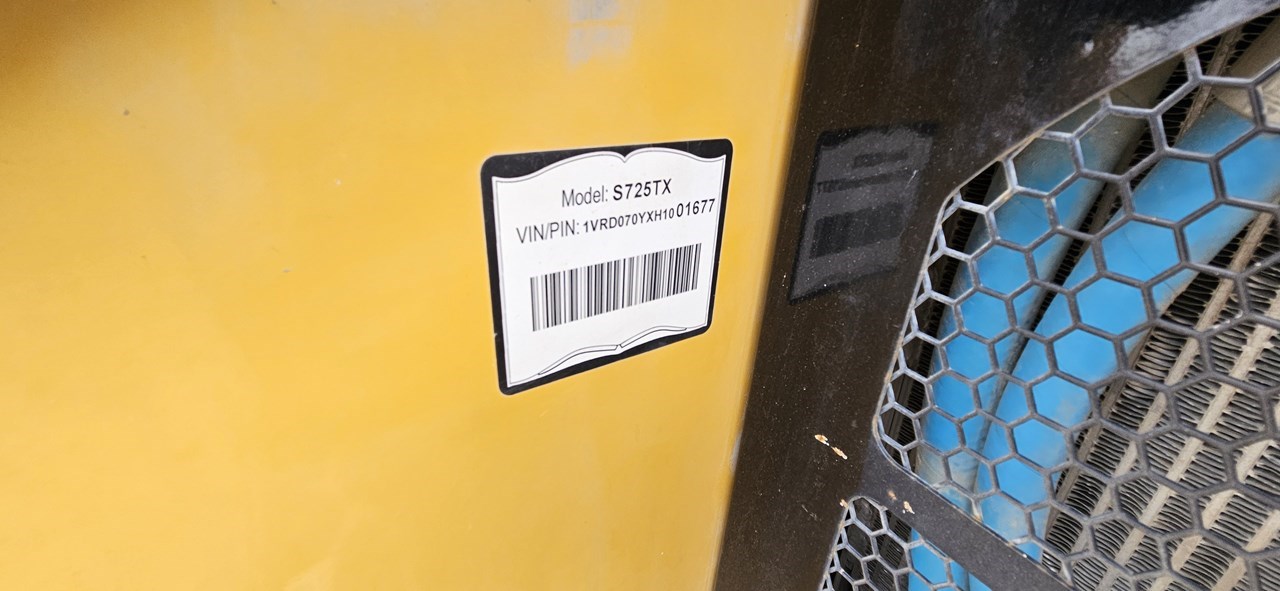 Model: S725TX
VIN/PIN: 1VRD070YXH1001677